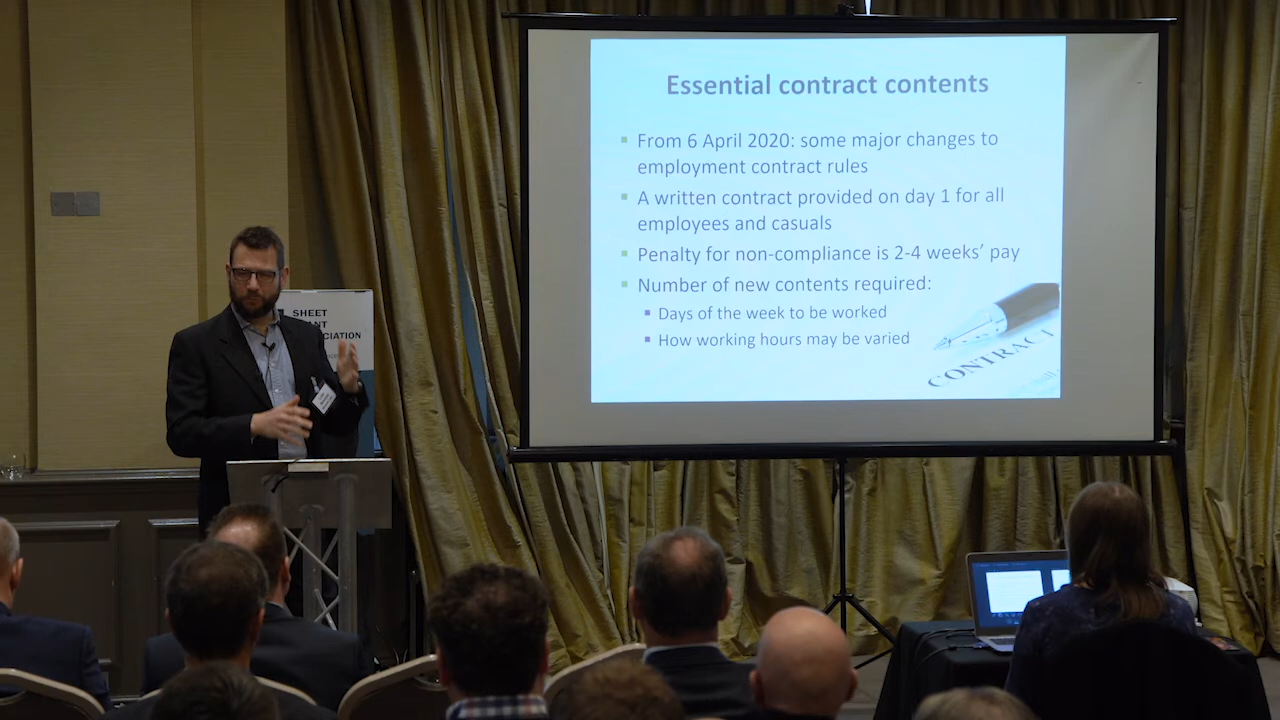 Essential contract contents
From 6 April 2020: some major changes to
employment contract rules
A written contract provided on day 1 for all
employees and casuals
Penalty for non-compliance is 2-4 weeks’ pay
Number of new contents required:
Days of the week to be worked
How working hours may be varied
CONTRACT
SHEET